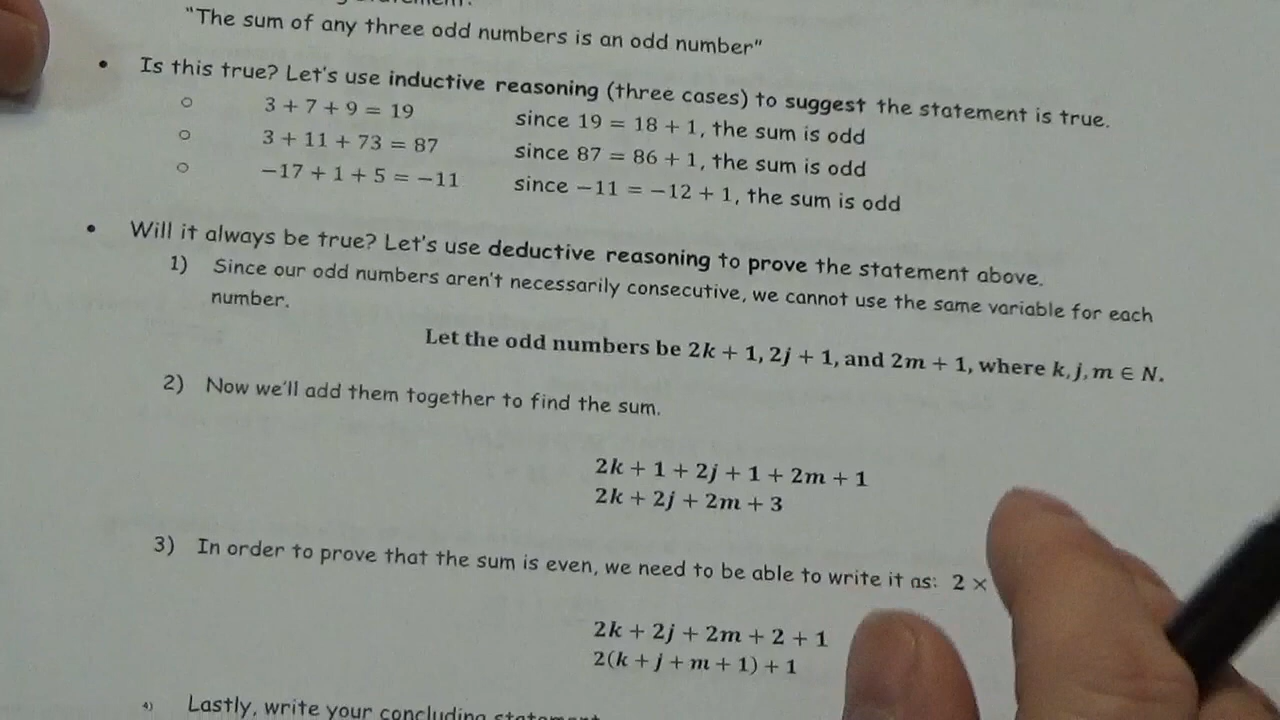 "The sum of any three odd numbers is an odd number"
• Is this true? Let's use inductive reasoning (three cases) to suggest the statement is true.
○ 3 + 7 + 9 = 19 since 19 = 18 + 1, the sum is odd
○ 3 + 11 + 73 = 87 since 87 = 86 + 1, the sum is odd
○ −17 + 1 + 5 = −11 since −11 = −12 + 1, the sum is odd
• Will it always be true? Let's use deductive reasoning to prove the statement above.
1) Since our odd numbers aren't necessarily consecutive, we cannot use the same variable for each
number.
Let the odd numbers be 2k + 1, 2j + 1, and 2m + 1, where k, j, m ∈ N.
2) Now we'll add them together to find the sum.
2k + 1 + 2j + 1 + 2m + 1
2k + 2j + 2m + 3
3) In order to prove that the sum is even, we need to be able to write it as: 2 ×
2k + 2j + 2m + 2 + 1
2(k + j + m + 1) + 1
4) Lastly, write your concluding statement